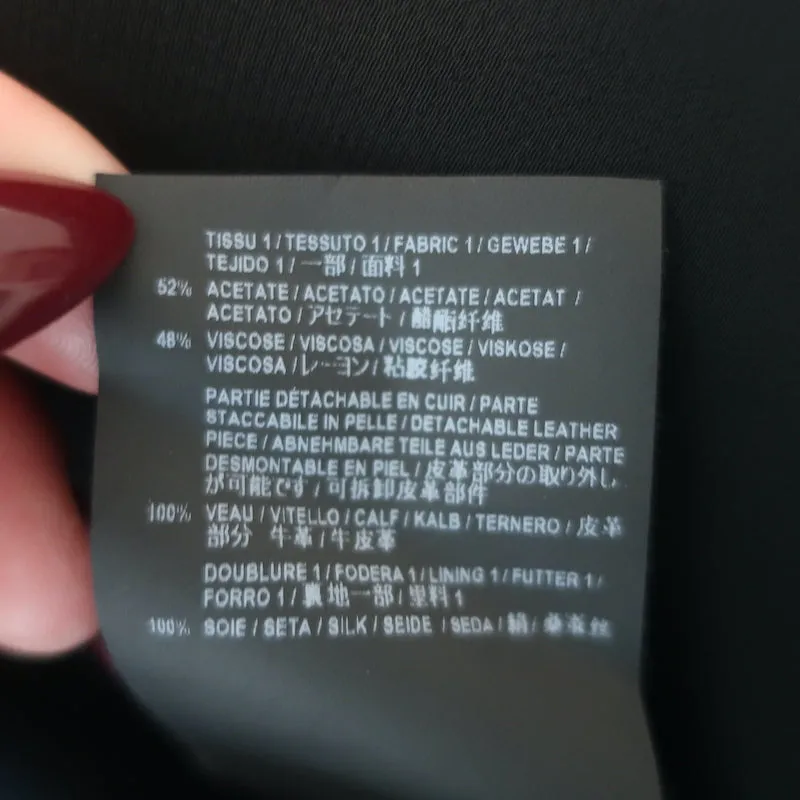 TISSU 1 / TESSUTO 1 / FABRIC 1 / GEWEBE 1 /
TEJIDO 1 / 一部 / 面料 1
52% ACETATE / ACETATO / ACETATE / ACETAT /
ACETATO / アセテート / 醋酯纤维
48% VISCOSE / VISCOSA / VISCOSE / VISKOSE /
VISCOSA / レーヨン / 粘胶纤维
PARTIE DÉTACHABLE EN CUIR / PARTE
STACCABILE IN PELLE / DETACHABLE LEATHER
PIECE / ABNEHMBARE TEILE AUS LEDER / PARTE
DESMONTABLE EN PIEL / 皮革部分の取り外し
が可能です / 可拆卸皮革部件
100% VEAU / VITELLO / CALF / KALB / TERNERO / 皮革
部分 牛革 / 牛皮革
DOUBLURE 1 / FODERA 1 / LINING 1 / FUTTER 1 /
FORRO 1 / 裏地一部 / 里料 1
100% SOIE / SETA / SILK / SEIDE / SEDA / 絹 / 桑蚕丝